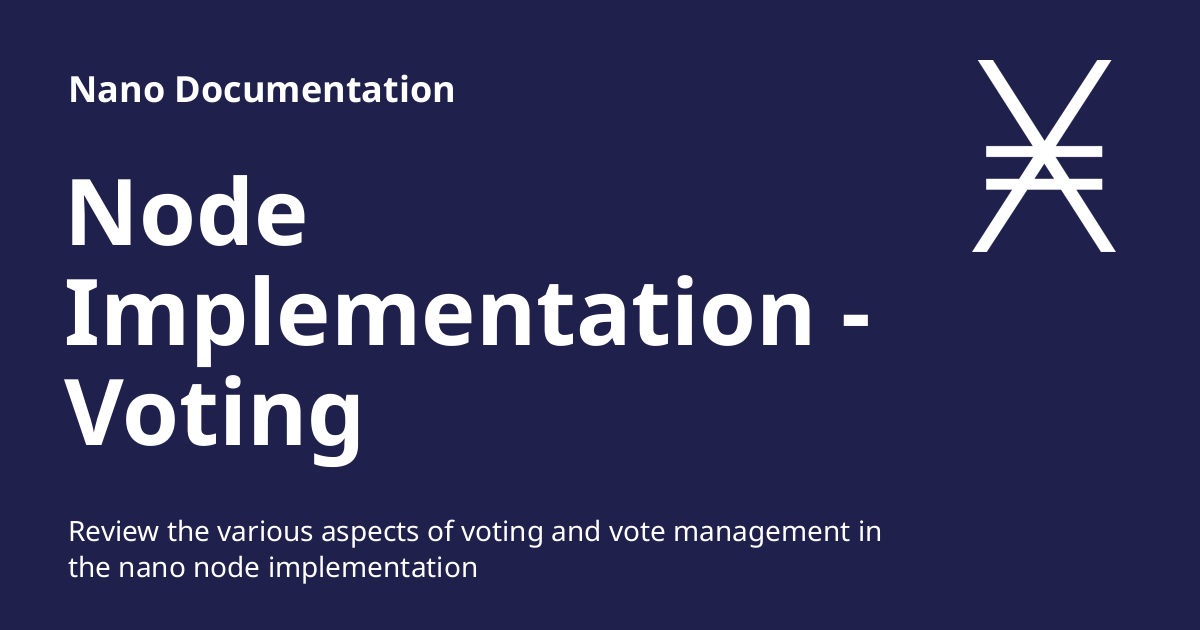 Nano Documentation
Node
Implementation -
Voting
Review the various aspects of voting and vote management in
the nano node implementation